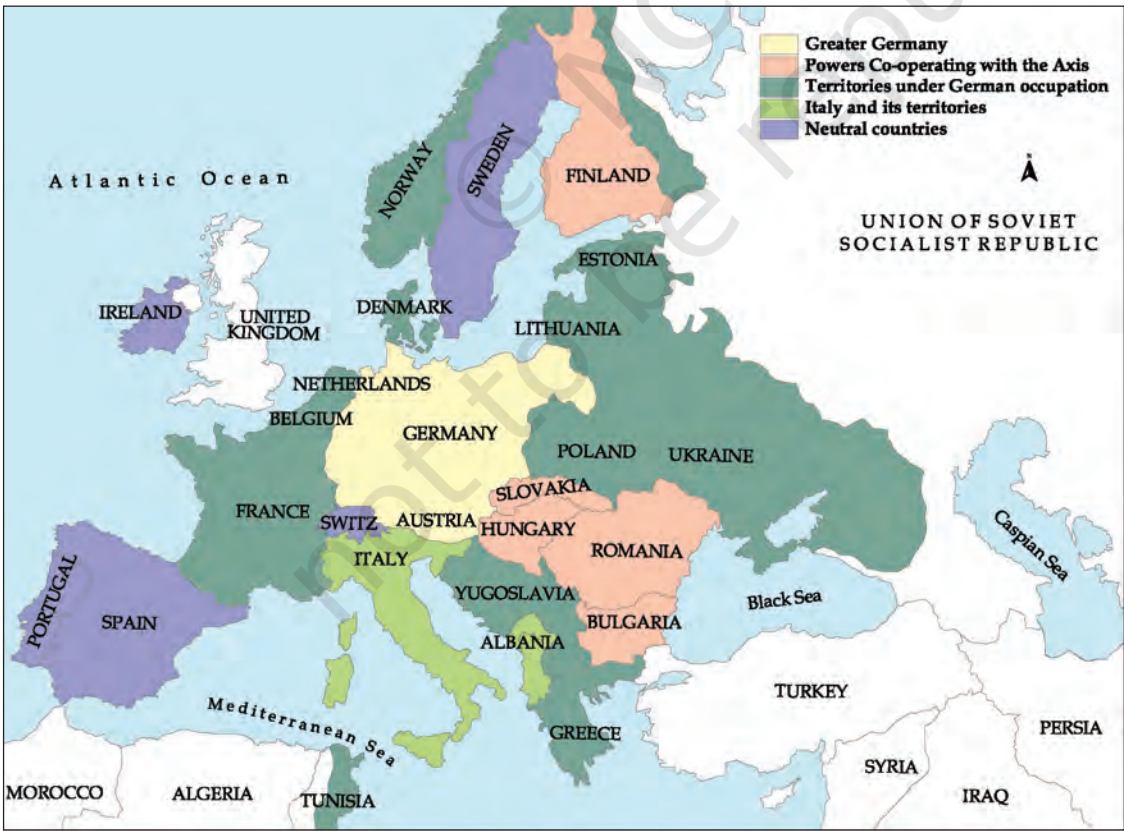 Greater Germany
Powers Co-operating with the Axis
Territories under German occupation
Italy and its territories
Neutral countries
N
UNION OF SOVIET
SOCIALIST REPUBLIC
Atlantic Ocean
NORWAY
SWEDEN
FINLAND
ESTONIA
IRELAND
UNITED
KINGDOM
DENMARK
LITHUANIA
NETHERLANDS
BELGIUM
GERMANY
POLAND
UKRAINE
SLOVAKIA
FRANCE
SWITZ
AUSTRIA
HUNGARY
ITALY
ROMANIA
Caspian Sea
PORTUGAL
SPAIN
YUGOSLAVIA
Black Sea
BULGARIA
ALBANIA
Mediterranean Sea
GREECE
TURKEY
PERSIA
SYRIA
IRAQ
MOROCCO
ALGERIA
TUNISIA
not to be